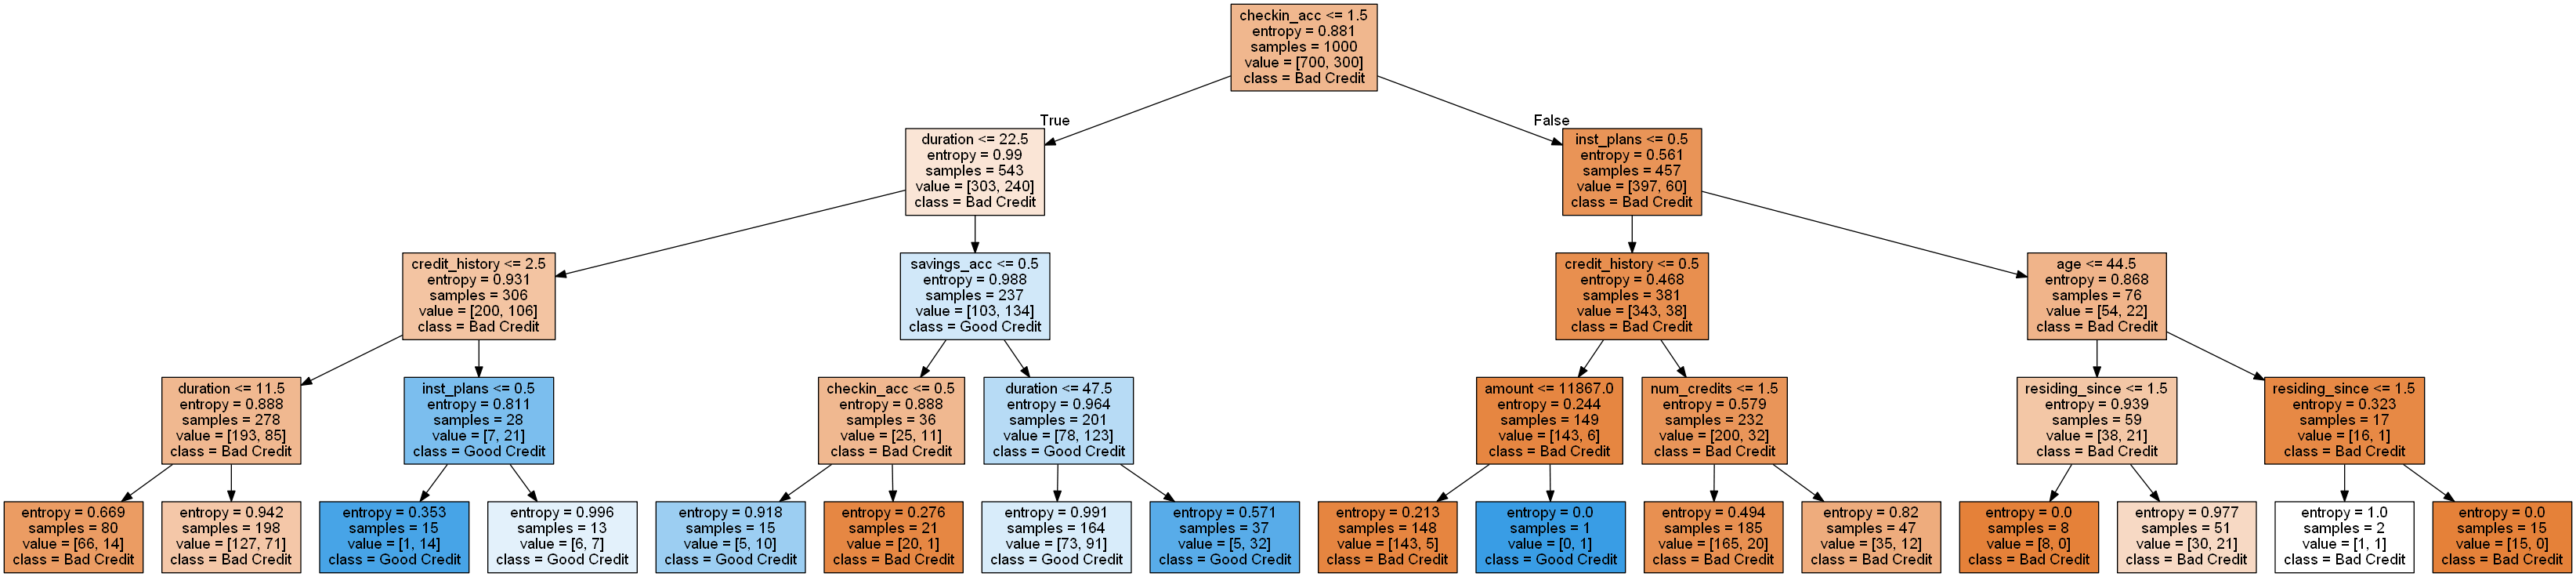 checkin_acc <= 1.5
entropy = 0.881
samples = 1000
value = [700, 300]
class = Bad Credit
True
False
duration <= 22.5
entropy = 0.99
samples = 543
value = [303, 240]
class = Bad Credit
inst_plans <= 0.5
entropy = 0.561
samples = 457
value = [397, 60]
class = Bad Credit
credit_history <= 2.5
entropy = 0.931
samples = 306
value = [200, 106]
class = Bad Credit
savings_acc <= 0.5
entropy = 0.988
samples = 237
value = [103, 134]
class = Good Credit
credit_history <= 0.5
entropy = 0.468
samples = 381
value = [343, 38]
class = Bad Credit
age <= 44.5
entropy = 0.868
samples = 76
value = [54, 22]
class = Bad Credit
duration <= 11.5
entropy = 0.888
samples = 278
value = [193, 85]
class = Bad Credit
inst_plans <= 0.5
entropy = 0.811
samples = 28
value = [7, 21]
class = Good Credit
checkin_acc <= 0.5
entropy = 0.888
samples = 36
value = [25, 11]
class = Bad Credit
duration <= 47.5
entropy = 0.964
samples = 201
value = [78, 123]
class = Good Credit
amount <= 11867.0
entropy = 0.244
samples = 149
value = [143, 6]
class = Bad Credit
num_credits <= 1.5
entropy = 0.579
samples = 232
value = [200, 32]
class = Bad Credit
residing_since <= 1.5
entropy = 0.939
samples = 59
value = [38, 21]
class = Bad Credit
residing_since <= 1.5
entropy = 0.323
samples = 17
value = [16, 1]
class = Bad Credit
entropy = 0.669
samples = 80
value = [66, 14]
class = Bad Credit
entropy = 0.942
samples = 198
value = [127, 71]
class = Bad Credit
entropy = 0.353
samples = 15
value = [1, 14]
class = Good Credit
entropy = 0.996
samples = 13
value = [6, 7]
class = Good Credit
entropy = 0.918
samples = 15
value = [5, 10]
class = Good Credit
entropy = 0.276
samples = 21
value = [20, 1]
class = Bad Credit
entropy = 0.991
samples = 164
value = [73, 91]
class = Good Credit
entropy = 0.571
samples = 37
value = [5, 32]
class = Good Credit
entropy = 0.213
samples = 148
value = [143, 5]
class = Bad Credit
entropy = 0.0
samples = 1
value = [0, 1]
class = Good Credit
entropy = 0.494
samples = 185
value = [165, 20]
class = Bad Credit
entropy = 0.82
samples = 47
value = [35, 12]
class = Bad Credit
entropy = 0.0
samples = 8
value = [8, 0]
class = Bad Credit
entropy = 0.977
samples = 51
value = [30, 21]
class = Bad Credit
entropy = 1.0
samples = 2
value = [1, 1]
class = Bad Credit
entropy = 0.0
samples = 15
value = [15, 0]
class = Bad Credit